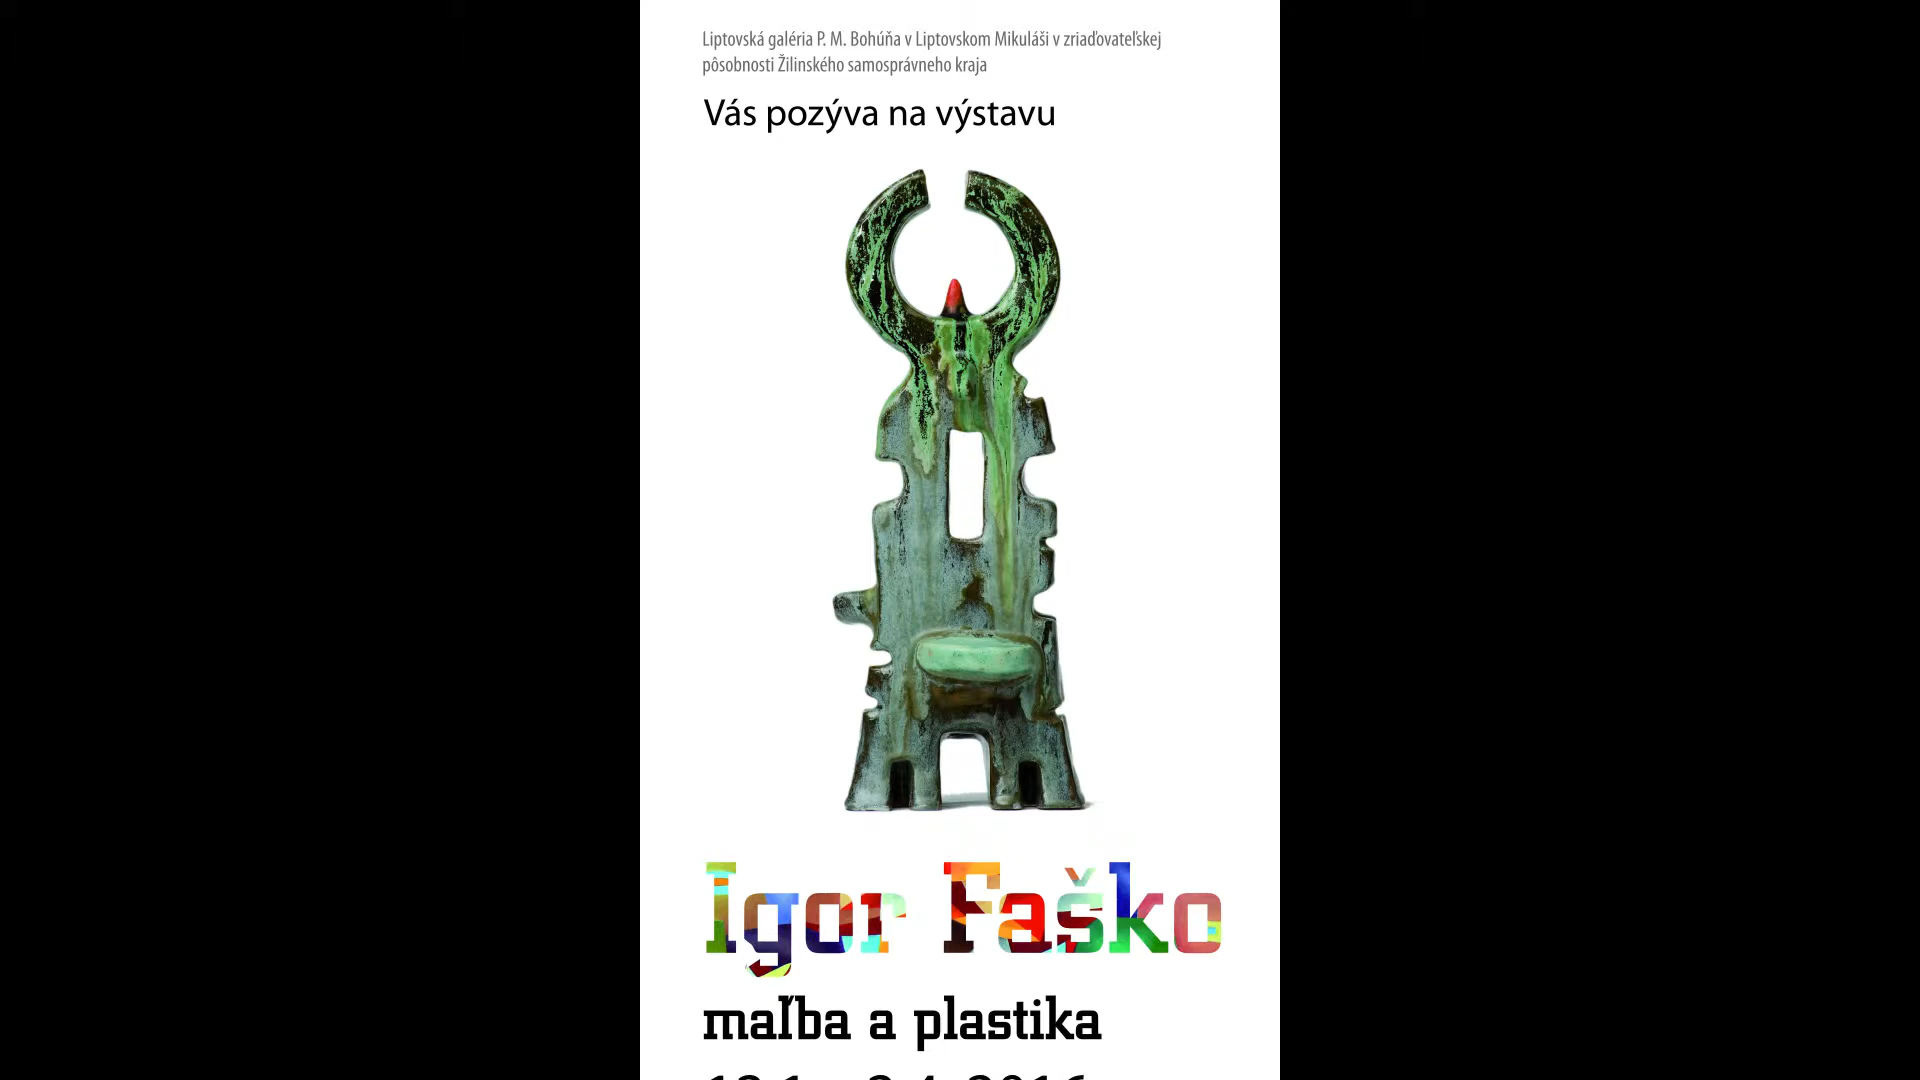 Liptovská galéria P. M. Bohúňa v Liptovskom Mikuláši v zriaďovateľskej
pôsobnosti Žilinského samosprávneho kraja
Vás pozýva na výstavu
Igor Faško
maľba a plastika